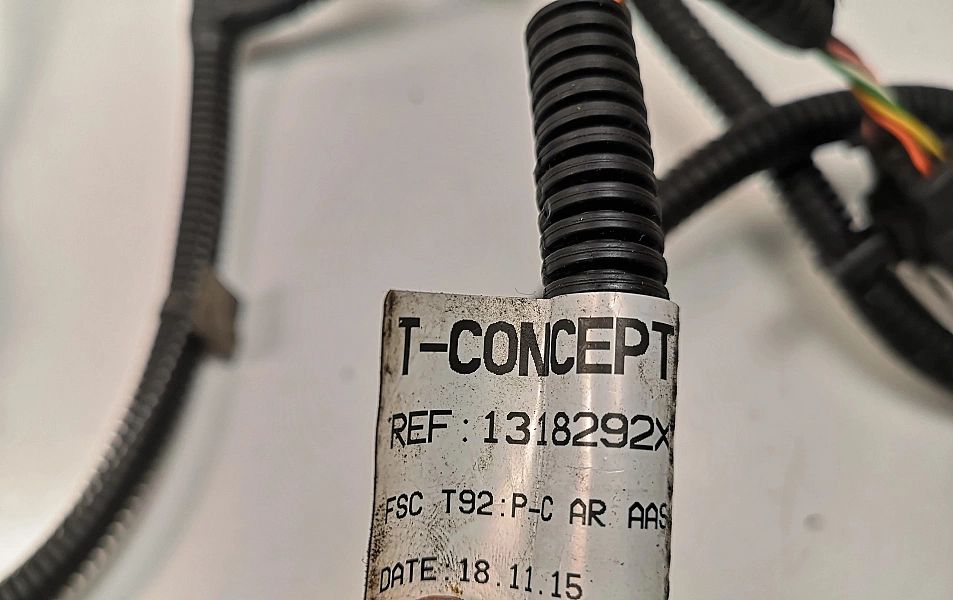 T-CONCEPT
REF:1318292X
FSC T92:P-C AR AAS
DATE:18.11.15